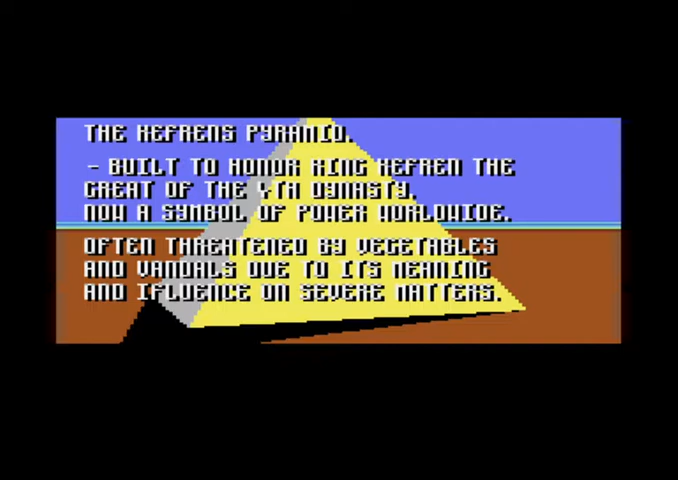 THE KEFRENS PYRAMID.
- BUILT TO HONOR KING KEFREN THE
GREAT OF THE 4TH DYNASTY.
NOW A SYMBOL OF POWER WORLDWIDE.
OFTEN THREATENED BY VEGETABLES
AND VANDALS DUE TO ITS MEANING
AND IFLUENCE ON SEVERE MATTERS.